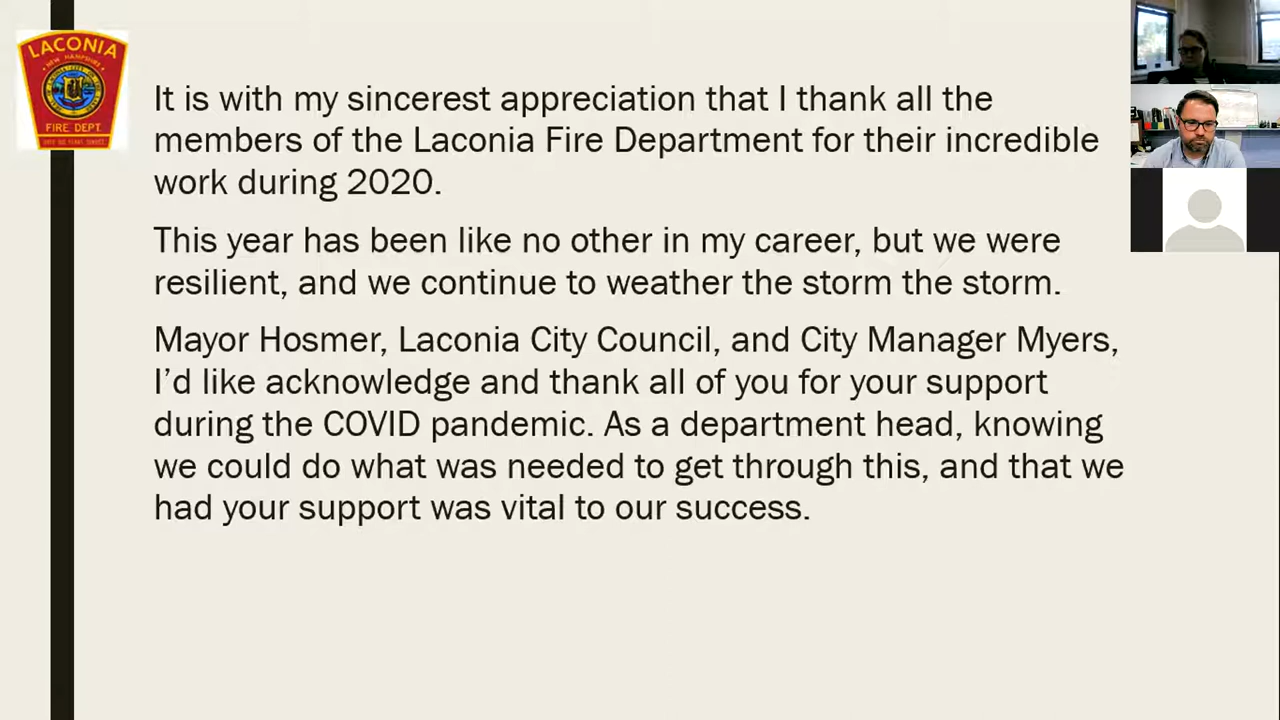 LACONIA
NEW HAMPSHIRE
FIRE DEPT.
It is with my sincerest appreciation that I thank all the
members of the Laconia Fire Department for their incredible
work during 2020.
This year has been like no other in my career, but we were
resilient, and we continue to weather the storm the storm.
Mayor Hosmer, Laconia City Council, and City Manager Myers,
I’d like acknowledge and thank all of you for your support
during the COVID pandemic. As a department head, knowing
we could do what was needed to get through this, and that we
had your support was vital to our success.